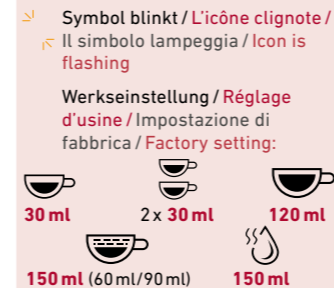 Symbol blinkt / L'icône clignote /
Il simbolo lampeggia / Icon is
flashing
Werkseinstellung / Réglage
d'usine / Impostazione di
fabbrica / Factory setting:
30 ml 2 x 30 ml 120 ml
150 ml (60 ml/90 ml) 150 ml